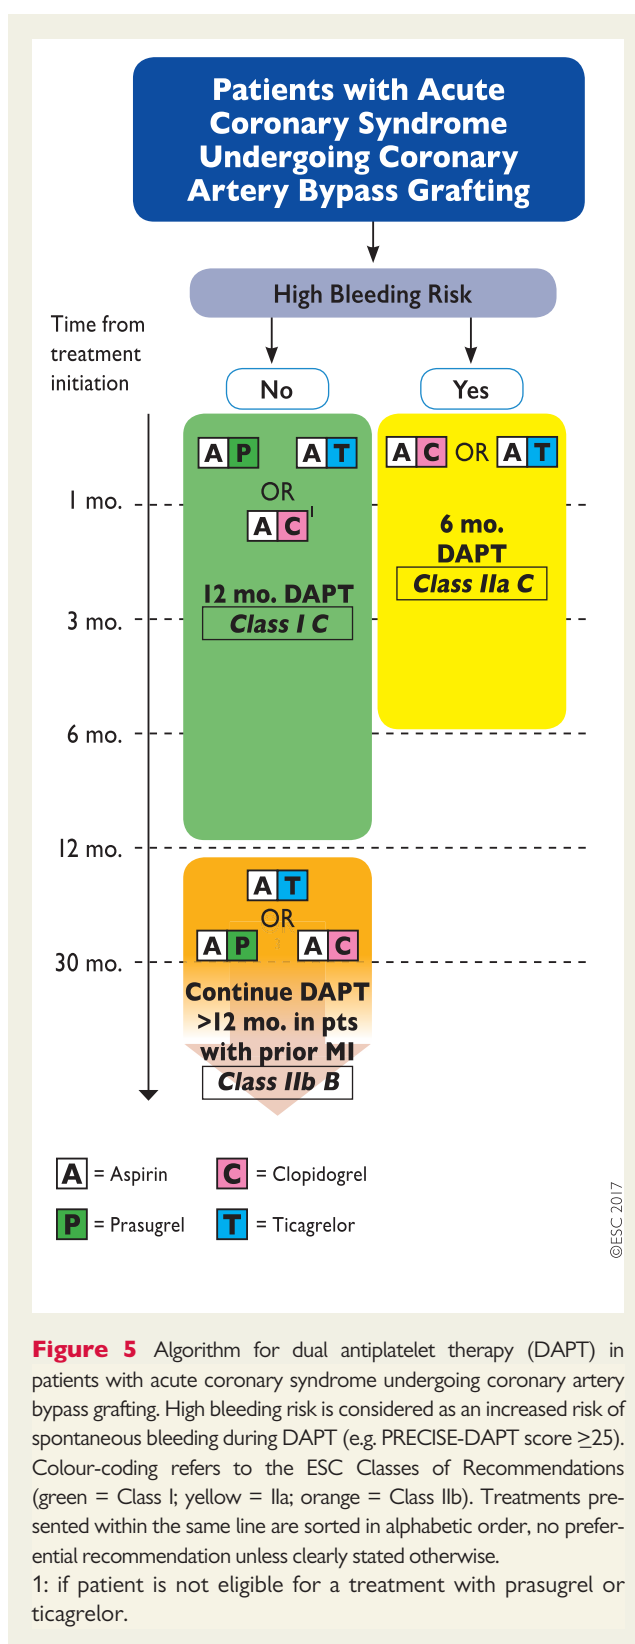 Patients with Acute
Coronary Syndrome
Undergoing Coronary
Artery Bypass Grafting
High Bleeding Risk
Time from
treatment
initiation
No
Yes
A P A T
A C OR A T
OR
1 mo.
A C 1
6 mo.
DAPT
Class IIa C
12 mo. DAPT
Class I C
3 mo.
6 mo.
12 mo.
A T
OR
A P A C
30 mo.
Continue DAPT
>12 mo. in pts
with prior MI
Class IIb B
A = Aspirin
C = Clopidogrel
P = Prasugrel
T = Ticagrelor
©ESC 2017
Figure 5 Algorithm for dual antiplatelet therapy (DAPT) in
patients with acute coronary syndrome undergoing coronary artery
bypass grafting. High bleeding risk is considered as an increased risk of
spontaneous bleeding during DAPT (e.g. PRECISE-DAPT score ≥25).
Colour-coding refers to the ESC Classes of Recommendations
(green = Class I; yellow = IIa; orange = Class IIb). Treatments pre-
sented within the same line are sorted in alphabetic order, no prefer-
ential recommendation unless clearly stated otherwise.
1: if patient is not eligible for a treatment with prasugrel or
ticagrelor.